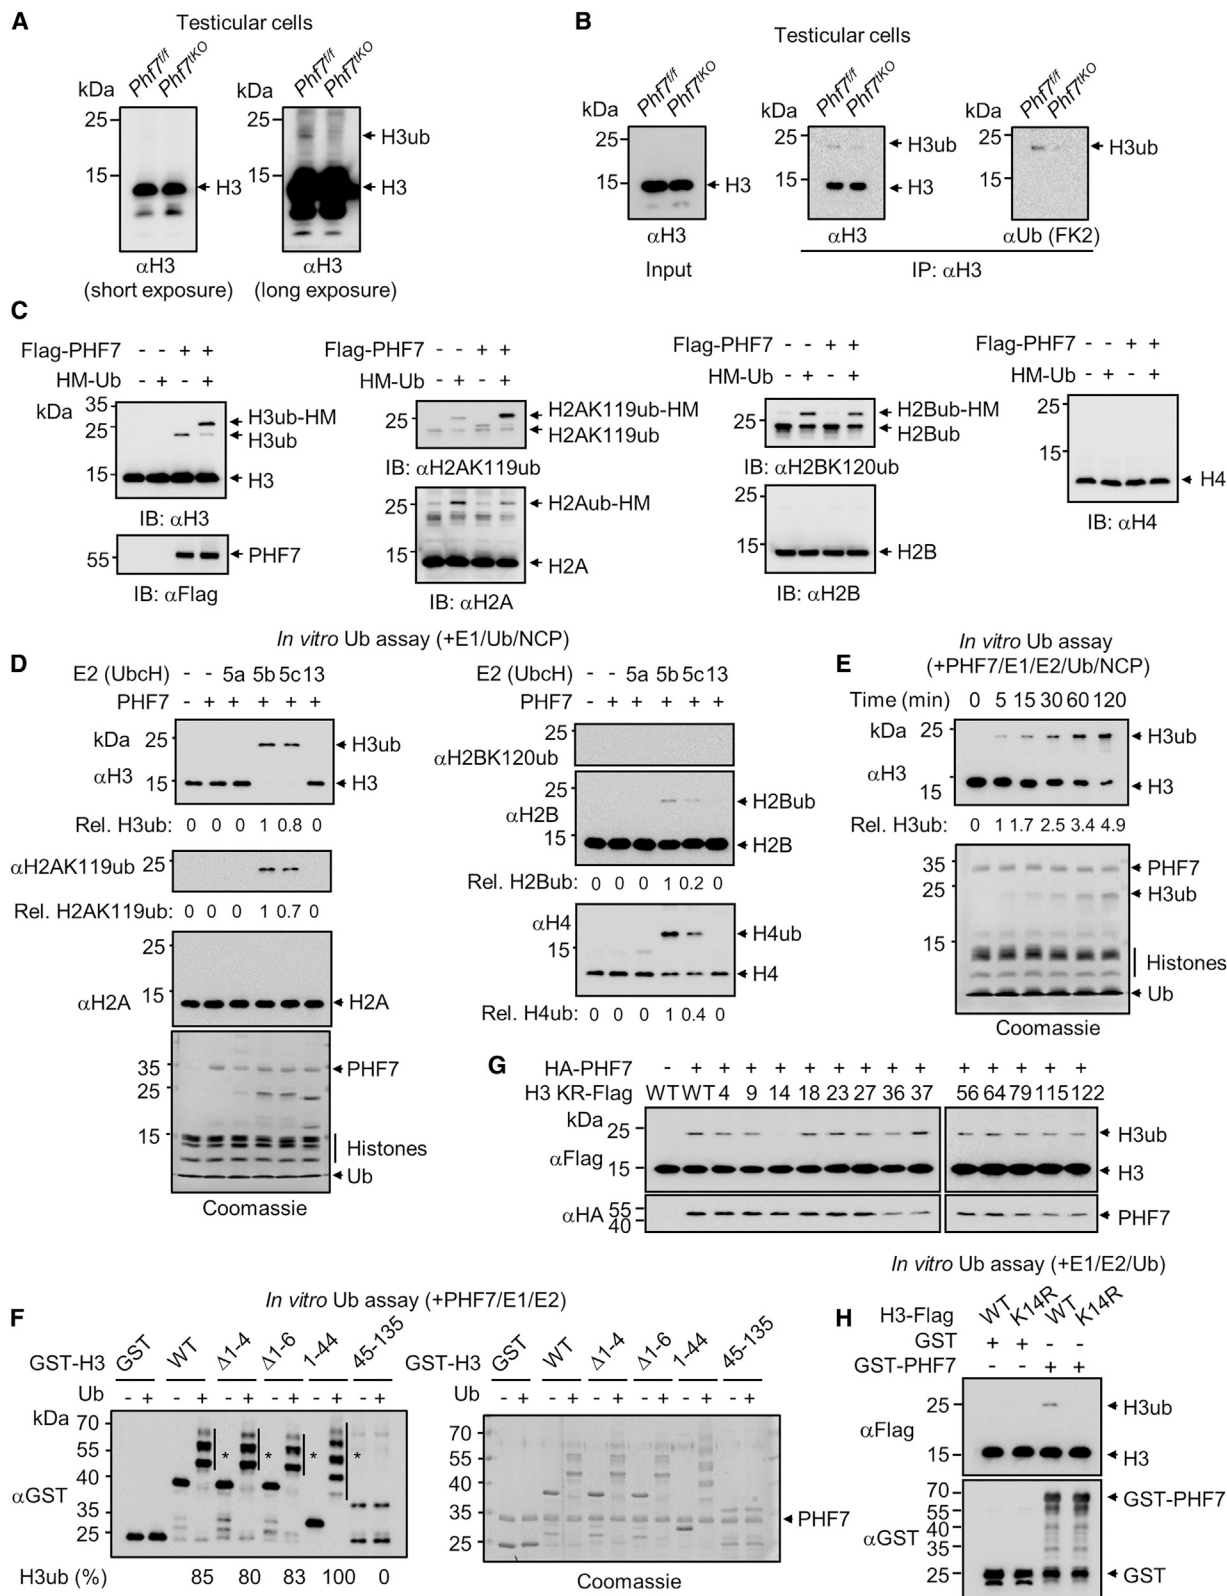 A
Testicular cells
Phf7f/f Phf7tKO
kDa
25
15
H3
αH3
(short exposure)
Phf7f/f Phf7tKO
kDa
25
15
H3ub
H3
αH3
(long exposure)
B
Testicular cells
Phf7f/f Phf7tKO
kDa
25
15
H3
αH3
Input
Phf7f/f Phf7tKO
kDa
25
15
H3ub
H3
αH3
Phf7f/f Phf7tKO
kDa
25
15
H3ub
αUb (FK2)
IP: αH3
C
Flag-PHF7 - - + +
HM-Ub - + - +
kDa
35
25
15
H3ub-HM
H3ub
H3
IB: αH3
55
PHF7
IB: αFlag
Flag-PHF7 - - + +
HM-Ub - + - +
25
H2AK119ub-HM
H2AK119ub
IB: αH2AK119ub
25
15
H2Aub-HM
H2A
IB: αH2A
Flag-PHF7 - - + +
HM-Ub - + - +
25
H2Bub-HM
H2Bub
IB: αH2BK120ub
25
15
H2B
IB: αH2B
Flag-PHF7 - - + +
HM-Ub - + - +
25
15
H4
IB: αH4
D
In vitro Ub assay (+E1/Ub/NCP)
E2 (UbcH) - - 5a 5b 5c 13
PHF7 - + + + + +
kDa
25
αH3
15
H3ub
H3
Rel. H3ub: 0 0 0 1 0.8 0
αH2AK119ub 25
Rel. H2AK119ub: 0 0 0 1 0.7 0
25
αH2A
15
H2A
35
25
15
PHF7
Histones
Ub
Coomassie
E2 (UbcH) - - 5a 5b 5c 13
PHF7 - + + + + +
25
αH2BK120ub
25
αH2B
15
H2Bub
H2B
Rel. H2Bub: 0 0 0 1 0.2 0
αH4
15
H4ub
H4
Rel. H4ub: 0 0 0 1 0.4 0
E
In vitro Ub assay
(+PHF7/E1/E2/Ub/NCP)
Time (min) 0 5 15 30 60 120
kDa
25
αH3
15
H3ub
H3
Rel. H3ub: 0 1 1.7 2.5 3.4 4.9
35
25
15
PHF7
H3ub
Histones
Ub
Coomassie
G
HA-PHF7 - + + + + + + + + + + + + + +
H3 KR-Flag WT WT 4 9 14 18 23 27 36 37 56 64 79 115 122
kDa
25
αFlag
15
H3ub
H3
αHA
55
40
PHF7
F
In vitro Ub assay (+PHF7/E1/E2)
GST-H3 GST WT Δ1-4 Δ1-6 1-44 45-135
Ub - + - + - + - + - + - +
kDa
70
55
αGST
35
25
* * * * 
H3ub (%) 85 80 83 100 0
GST-H3 GST WT Δ1-4 Δ1-6 1-44 45-135
Ub - + - + - + - + - + - +
70
55
45
35
25
PHF7
Coomassie
H
In vitro Ub assay (+E1/E2/Ub)
H3-Flag WT K14R WT K14R
GST + + - -
GST-PHF7 - - + +
25
αFlag
15
H3ub
H3
70
55
40
αGST
35
25
GST-PHF7
GST